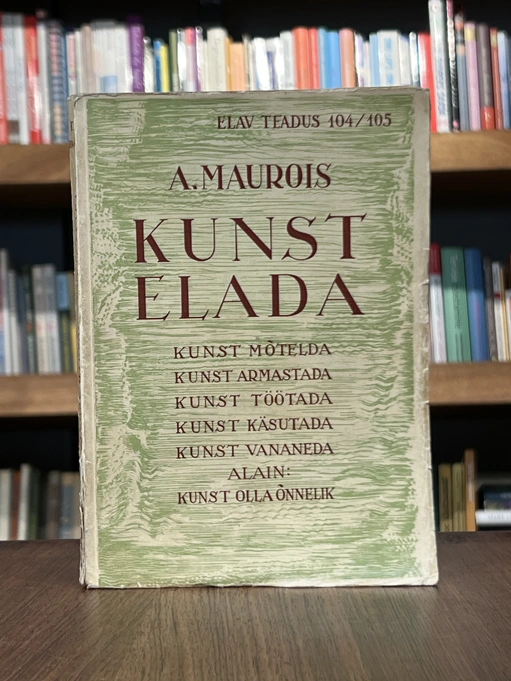 ELAV TEADUS 104/105
A. MAUROIS
KUNST
ELADA
KUNST MÕTELDA
KUNST ARMASTADA
KUNST TÖÖTADA
KUNST KÄSUTADA
KUNST VANANEDA
ALAIN:
KUNST OLLA ÕNNELIK